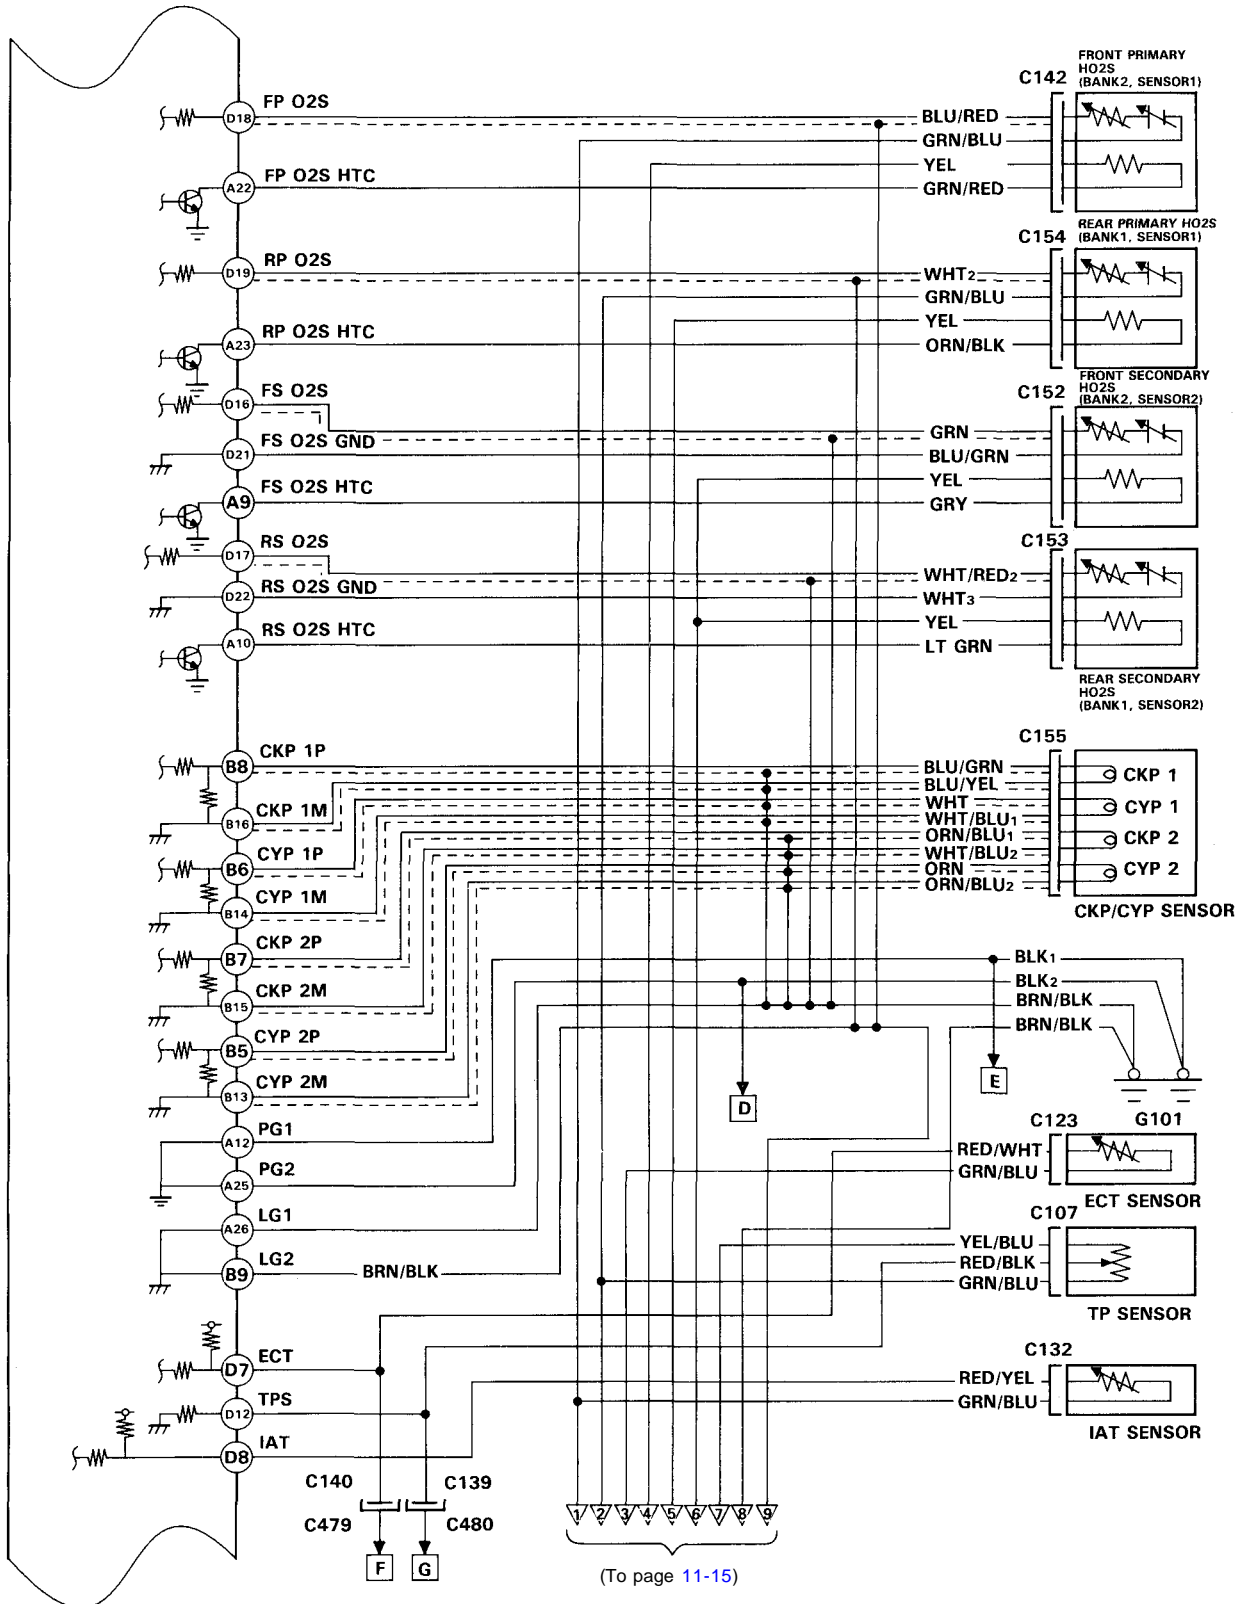 FRONT PRIMARY
HO2S
(BANK2, SENSOR1)
C142
FP O2S
D18
BLU/RED
GRN/BLU
YEL
FP O2S HTC
A22
GRN/RED
REAR PRIMARY HO2S
(BANK1, SENSOR1)
C154
RP O2S
D19
WHT2
GRN/BLU
YEL
RP O2S HTC
A23
ORN/BLK
FRONT SECONDARY
HO2S
(BANK2, SENSOR2)
C152
FS O2S
D16
GRN
FS O2S GND
D21
BLU/GRN
YEL
FS O2S HTC
A9
GRY
C153
RS O2S
D17
WHT/RED2
RS O2S GND
D22
WHT3
YEL
RS O2S HTC
A10
LT GRN
REAR SECONDARY
HO2S
(BANK1, SENSOR2)
C155
CKP 1P
B8
BLU/GRN
BLU/YEL
WHT
WHT/BLU1
ORN/BLU1
WHT/BLU2
ORN
ORN/BLU2
CKP 1
CYP 1
CKP 2
CYP 2
CKP/CYP SENSOR
CKP 1M
B16
CYP 1P
B6
CYP 1M
B14
CKP 2P
B7
CKP 2M
B15
CYP 2P
B5
CYP 2M
B13
BLK1
BLK2
BRN/BLK
BRN/BLK
E
D
G101
PG1
A12
PG2
A25
LG1
A26
LG2
B9
BRN/BLK
C123
RED/WHT
GRN/BLU
ECT SENSOR
C107
YEL/BLU
RED/BLK
GRN/BLU
TP SENSOR
ECT
D7
TPS
D12
IAT
D8
C132
RED/YEL
GRN/BLU
IAT SENSOR
C140
C139
C479
C480
F
G
1 2 3 4 5 6 7 8 9
(To page 11-15)